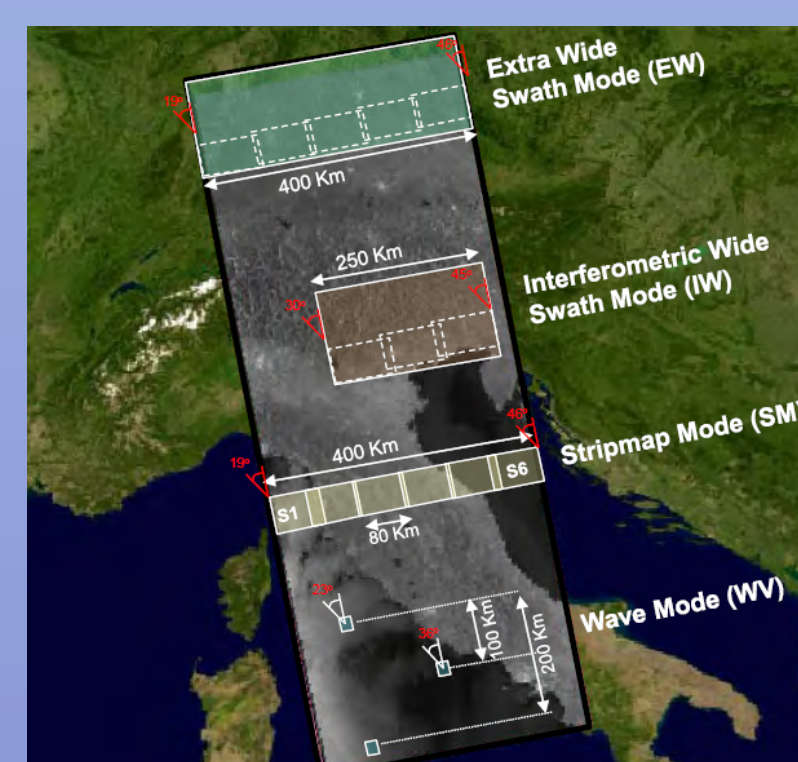 Extra Wide
Swath Mode (EW)
46°
19°
400 Km
250 Km
Interferometric Wide
Swath Mode (IW)
45°
30°
46°
Stripmap Mode (SM)
400 Km
19°
S1
S6
80 Km
23°
36°
100 Km
200 Km
Wave Mode (WV)